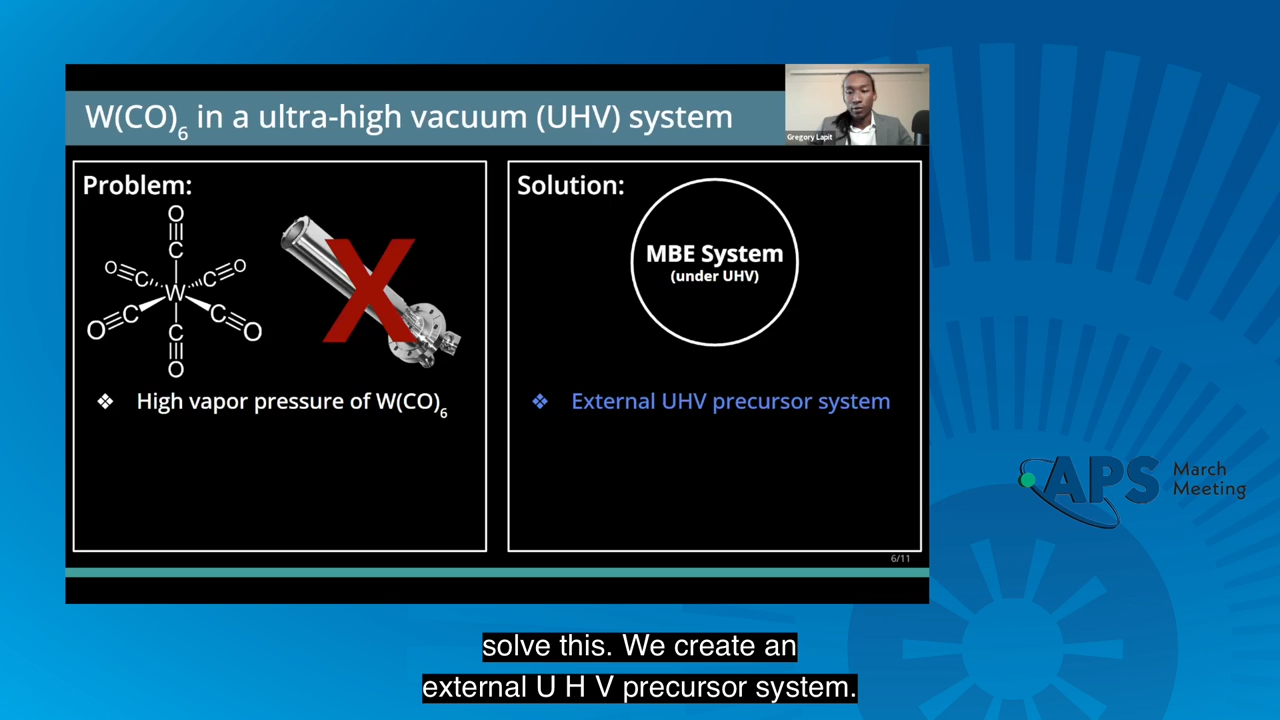 W(CO)6 in a ultra-high vacuum (UHV) system
Gregory Lapit
Problem:
O
C
O C
C O
W
O C
C O
C
O
X
❖ High vapor pressure of W(CO)6
Solution:
MBE System
(under UHV)
❖ External UHV precursor system
6/11
APS March
Meeting
solve this. We create an
external U H V precursor system.